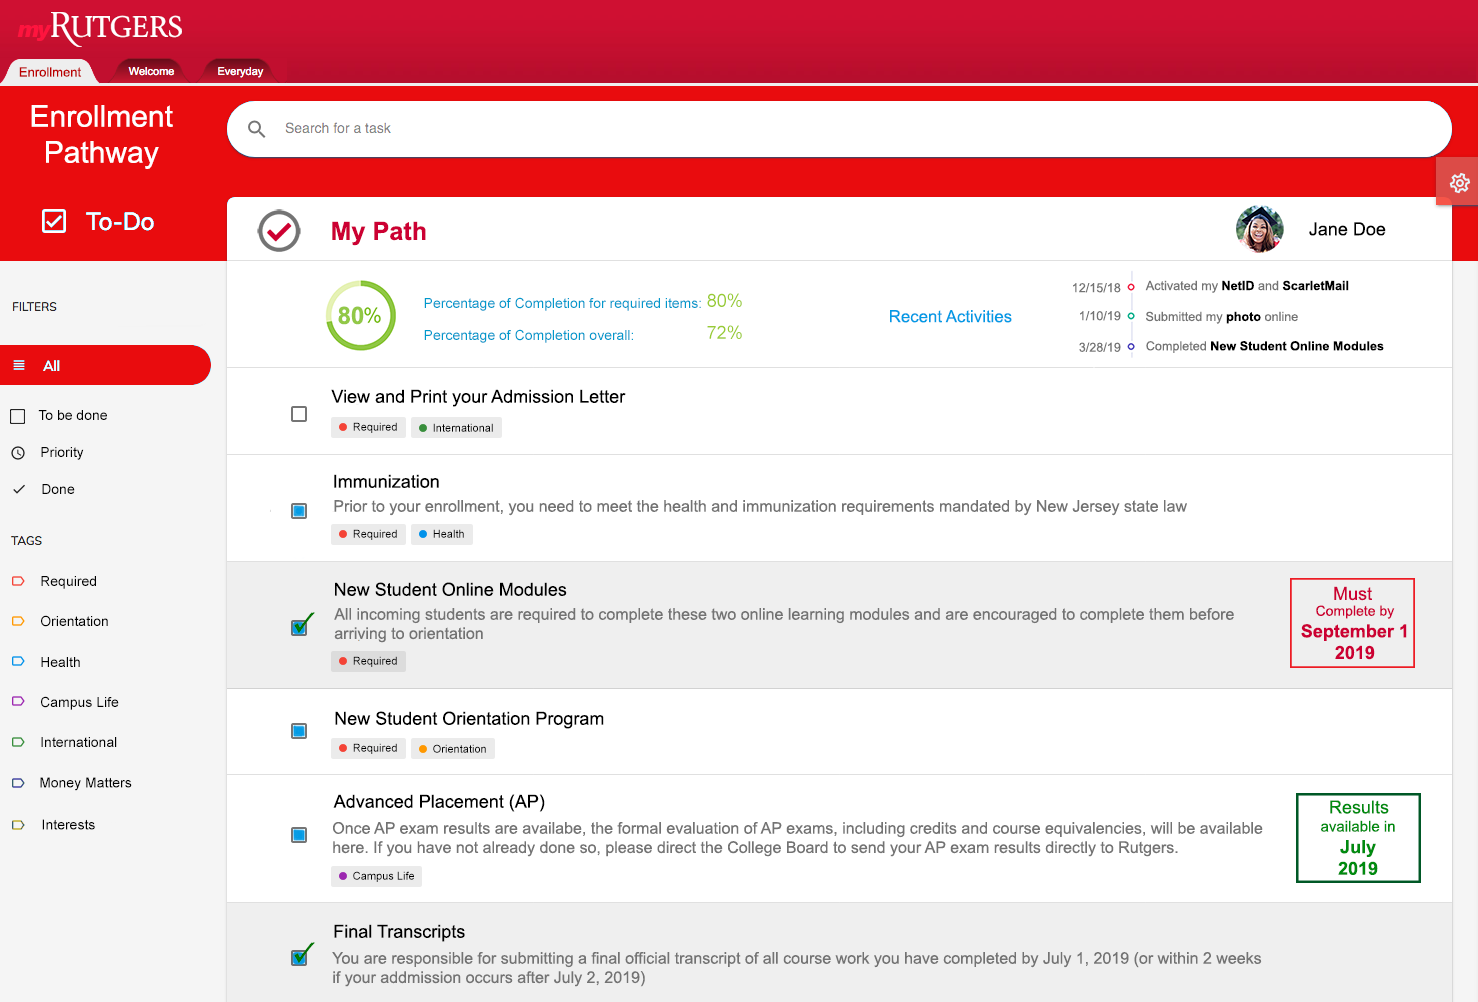 myRUTGERS
Enrollment
Welcome
Everyday
Enrollment
Pathway
Search for a task
To-Do
My Path
Jane Doe
FILTERS
All
To be done
Priority
Done
TAGS
Required
Orientation
Health
Campus Life
International
Money Matters
Interests
80%
Percentage of Completion for required items: 80%
Percentage of Completion overall: 72%
Recent Activities
12/15/18 Activated my NetID and ScarletMail
1/10/19 Submitted my photo online
3/28/19 Completed New Student Online Modules
View and Print your Admission Letter
Required International
Immunization
Prior to your enrollment, you need to meet the health and immunization requirements mandated by New Jersey state law
Required Health
New Student Online Modules
All incoming students are required to complete these two online learning modules and are encouraged to complete them before
arriving to orientation
Required
Must
Complete by
September 1
2019
New Student Orientation Program
Required Orientation
Advanced Placement (AP)
Once AP exam results are availabe, the formal evaluation of AP exams, including credits and course equivalencies, will be available
here. If you have not already done so, please direct the College Board to send your AP exam results directly to Rutgers.
Campus Life
Results
available in
July
2019
Final Transcripts
You are responsible for submitting a final official transcript of all course work you have completed by July 1, 2019 (or within 2 weeks
if your addmission occurs after July 2, 2019)